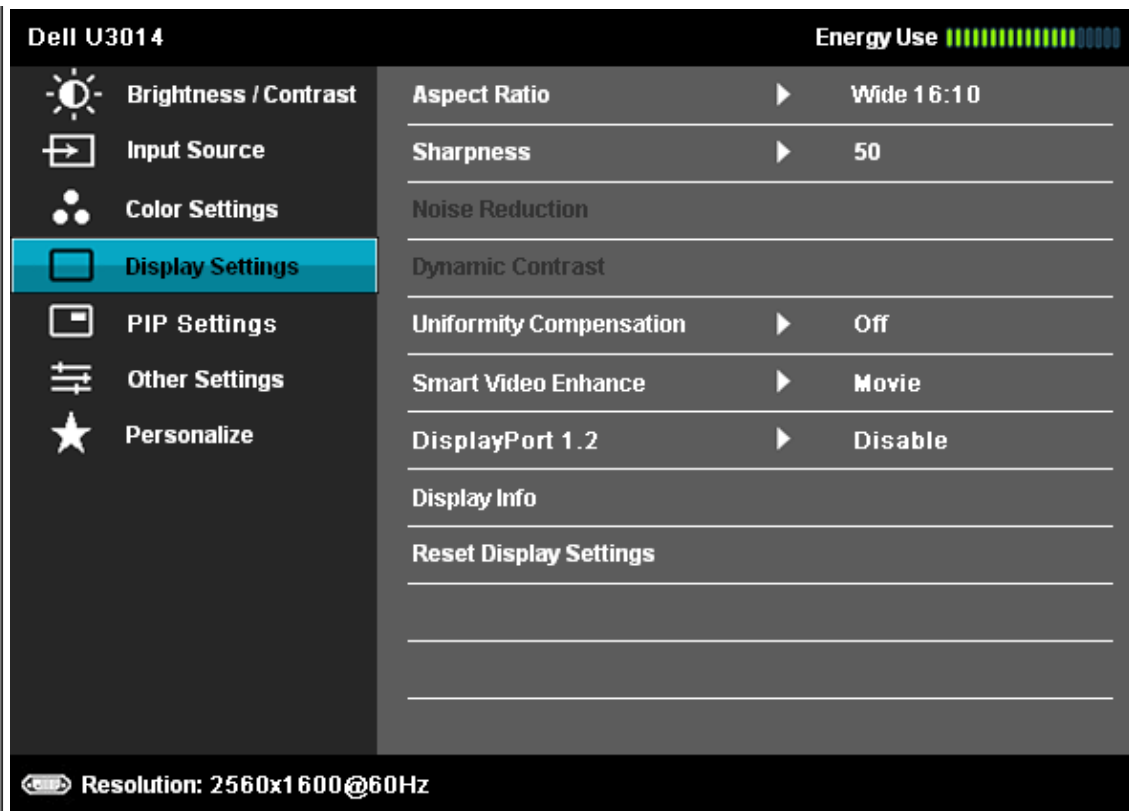 Dell U3014
Energy Use
Brightness / Contrast
Input Source
Color Settings
Display Settings
PIP Settings
Other Settings
Personalize
Aspect Ratio Wide 16:10
Sharpness 50
Noise Reduction
Dynamic Contrast
Uniformity Compensation Off
Smart Video Enhance Movie
DisplayPort 1.2 Disable
Display Info
Reset Display Settings
Resolution: 2560x1600@60Hz